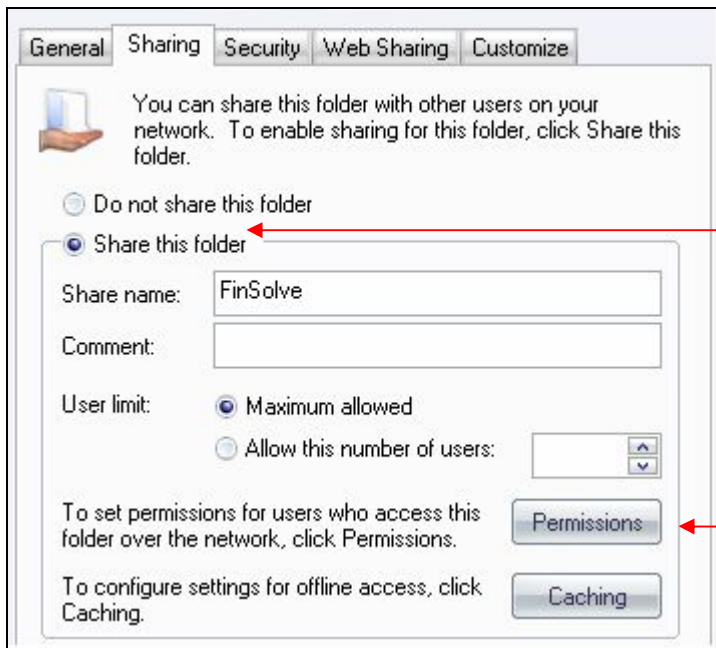 General Sharing Security Web Sharing Customize
You can share this folder with other users on your
network. To enable sharing for this folder, click Share this
folder.
Do not share this folder
Share this folder
Share name: FinSolve
Comment:
User limit: Maximum allowed
Allow this number of users:
To set permissions for users who access this
folder over the network, click Permissions.
Permissions
To configure settings for offline access, click
Caching.
Caching